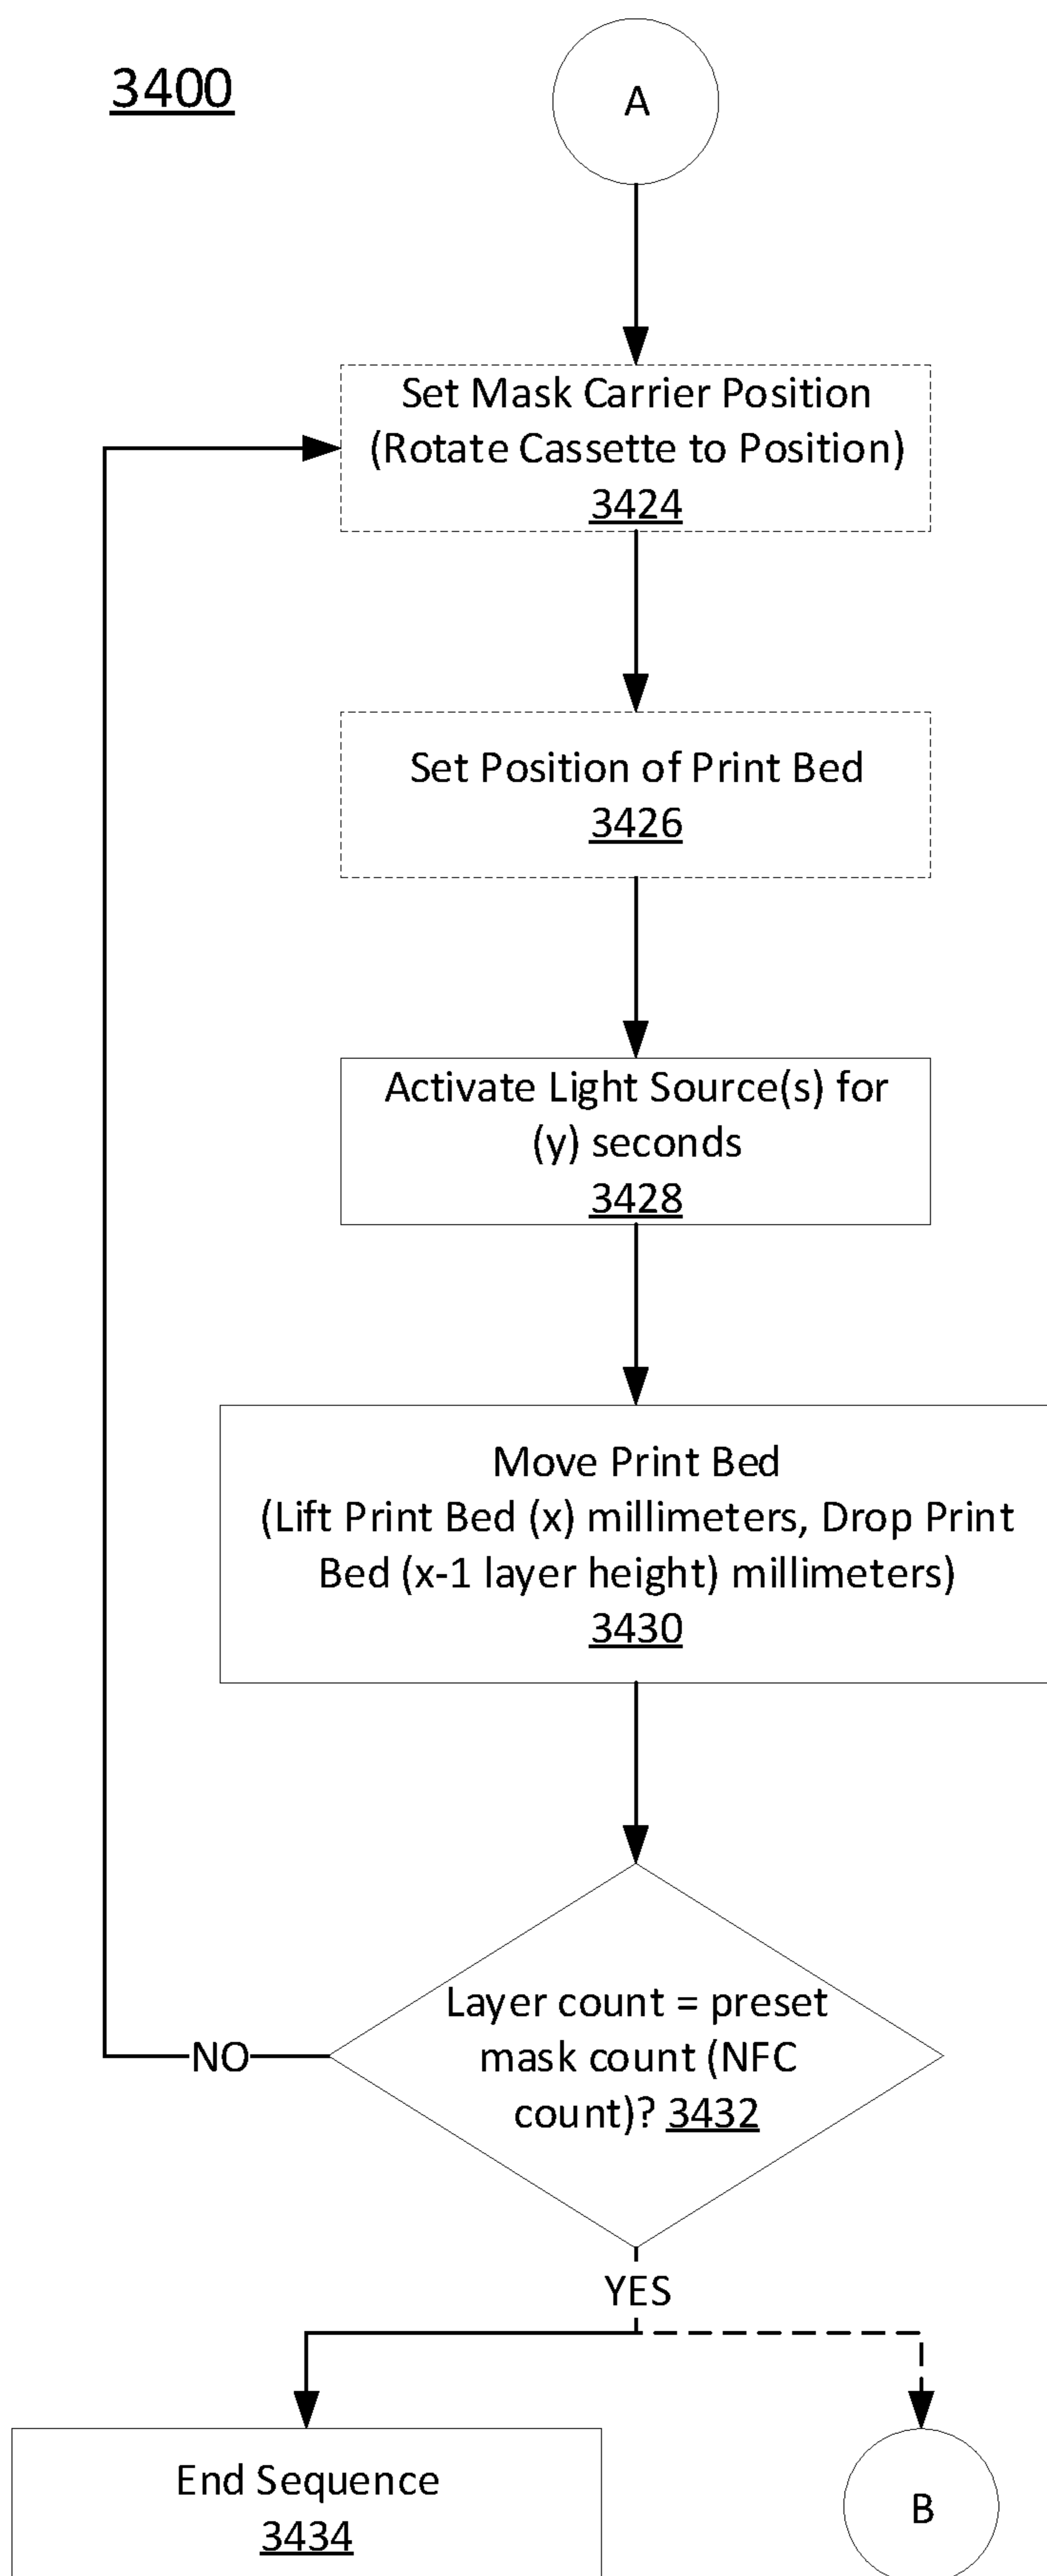 3400
A
Set Mask Carrier Position
(Rotate Cassette to Position)
3424
Set Position of Print Bed
3426
Activate Light Source(s) for
(y) seconds
3428
Move Print Bed
(Lift Print Bed (x) millimeters, Drop Print
Bed (x-1 layer height) millimeters)
3430
Layer count = preset
mask count (NFC
count)? 3432
NO
YES
End Sequence
3434
B